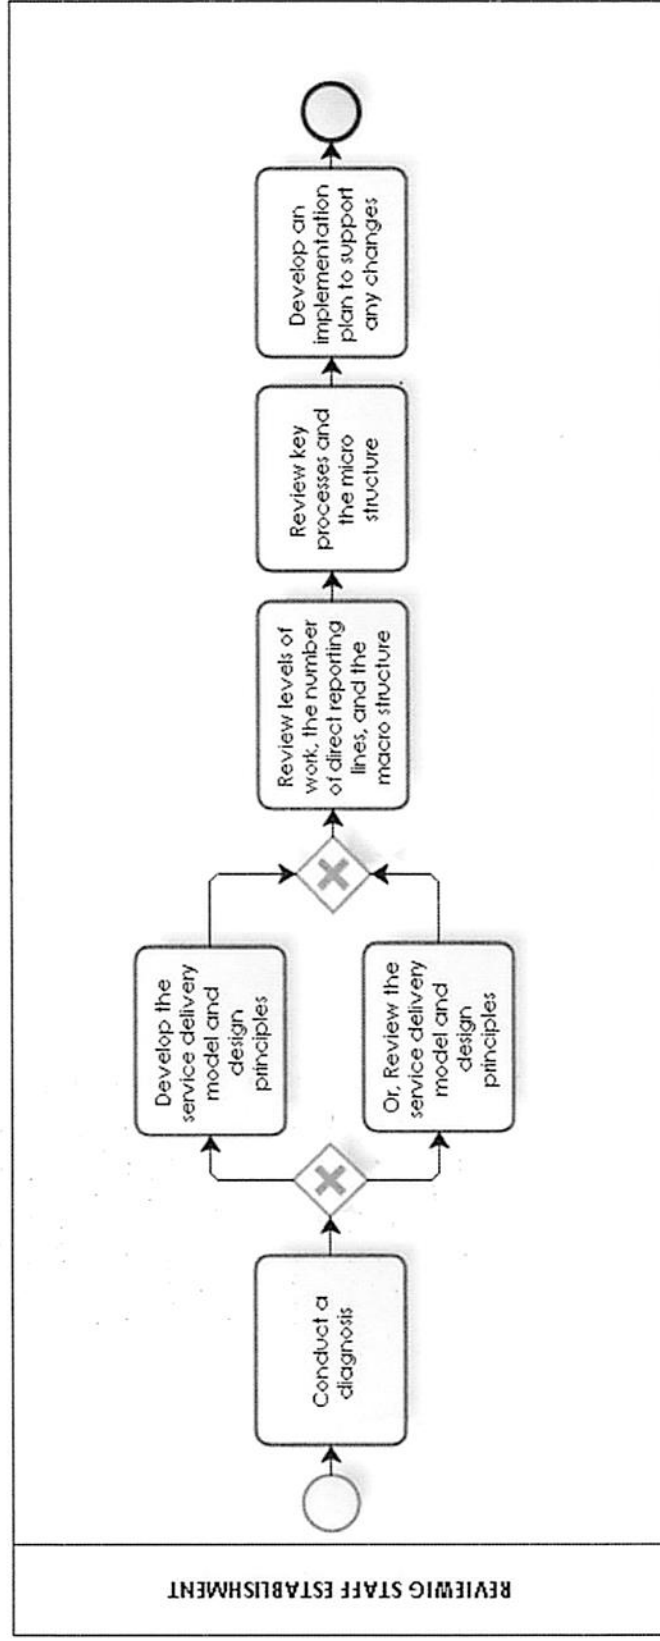 REVIEWIG STAFF ESTABLISHMENT
Conduct a
diagnosis
Develop the
service delivery
model and
design
principles
Or, Review the
service delivery
model and
design
principles
Review levels of
work, the number
of direct reporting
lines, and the
macro structure
Review key
processes and
the micro
structure
Develop an
implementation
plan to support
any changes